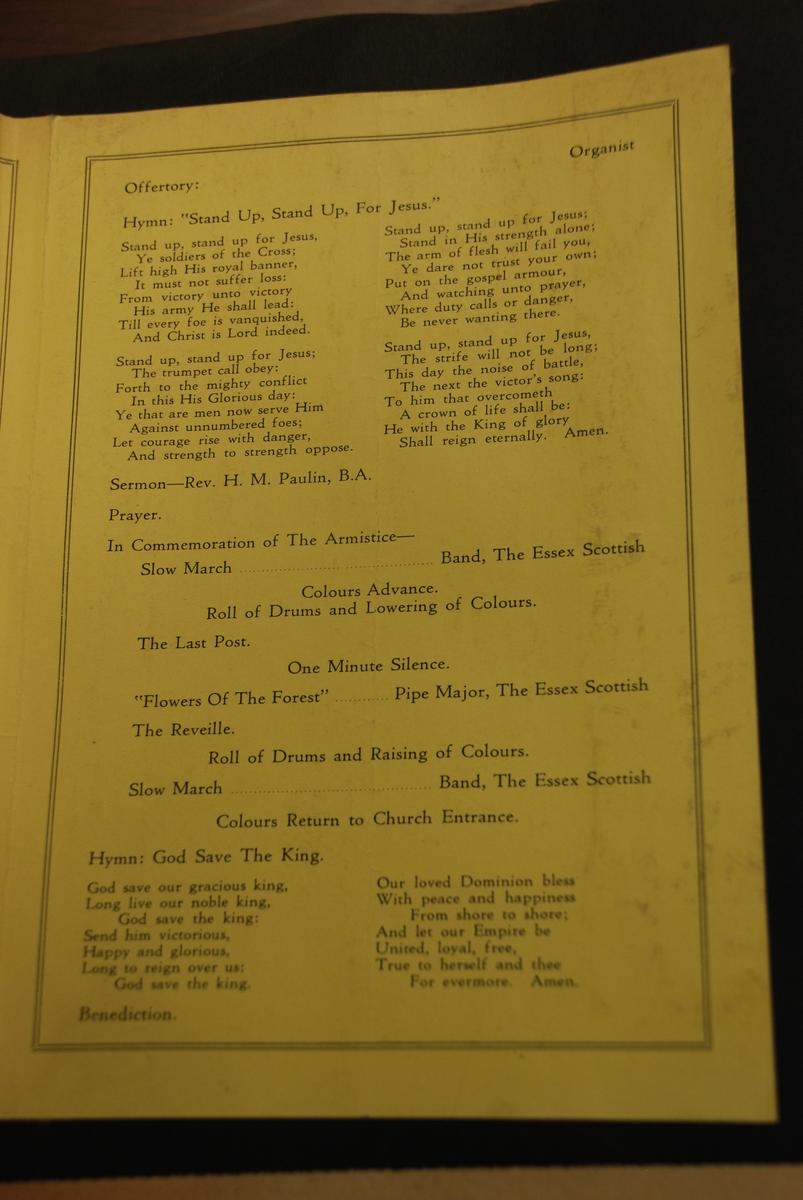 Offertory: Organist
Hymn: "Stand Up, Stand Up, For Jesus."
Stand up, stand up for Jesus,
Ye soldiers of the Cross;
Lift high His royal banner,
It must not suffer loss:
From victory unto victory
His army He shall lead:
Till every foe is vanquished,
And Christ is Lord indeed.
Stand up, stand up for Jesus;
The trumpet call obey:
Forth to the mighty conflict
In this His Glorious day:
Ye that are men now serve Him
Against unnumbered foes;
Let courage rise with danger,
And strength to strength oppose.
Stand up, stand up for Jesus;
Stand in His strength alone;
The arm of flesh will fail you,
Ye dare not trust your own;
Put on the gospel armour,
And watching unto prayer,
Where duty calls or danger,
Be never wanting there.
Stand up, stand up for Jesus,
The strife will not be long;
This day the noise of battle,
The next the victor's song:
To him that overcometh
A crown of life shall be:
He with the King of glory
Shall reign eternally. Amen.
Sermon—Rev. H. M. Paulin, B.A.
Prayer.
In Commemoration of The Armistice—
Slow March ........ Band, The Essex Scottish
Colours Advance.
Roll of Drums and Lowering of Colours.
The Last Post.
One Minute Silence.
"Flowers Of The Forest" ........ Pipe Major, The Essex Scottish
The Reveille.
Roll of Drums and Raising of Colours.
Slow March ........ Band, The Essex Scottish
Colours Return to Church Entrance.
Hymn: God Save The King.
God save our gracious king,
Long live our noble king,
God save the king:
Send him victorious,
Happy and glorious,
Long to reign over us:
God save the king.
Our loved Dominion bless
With peace and happiness
From shore to shore;
And let our Empire be
United, loyal, free,
True to herself and thee
For evermore. Amen.
Benediction.